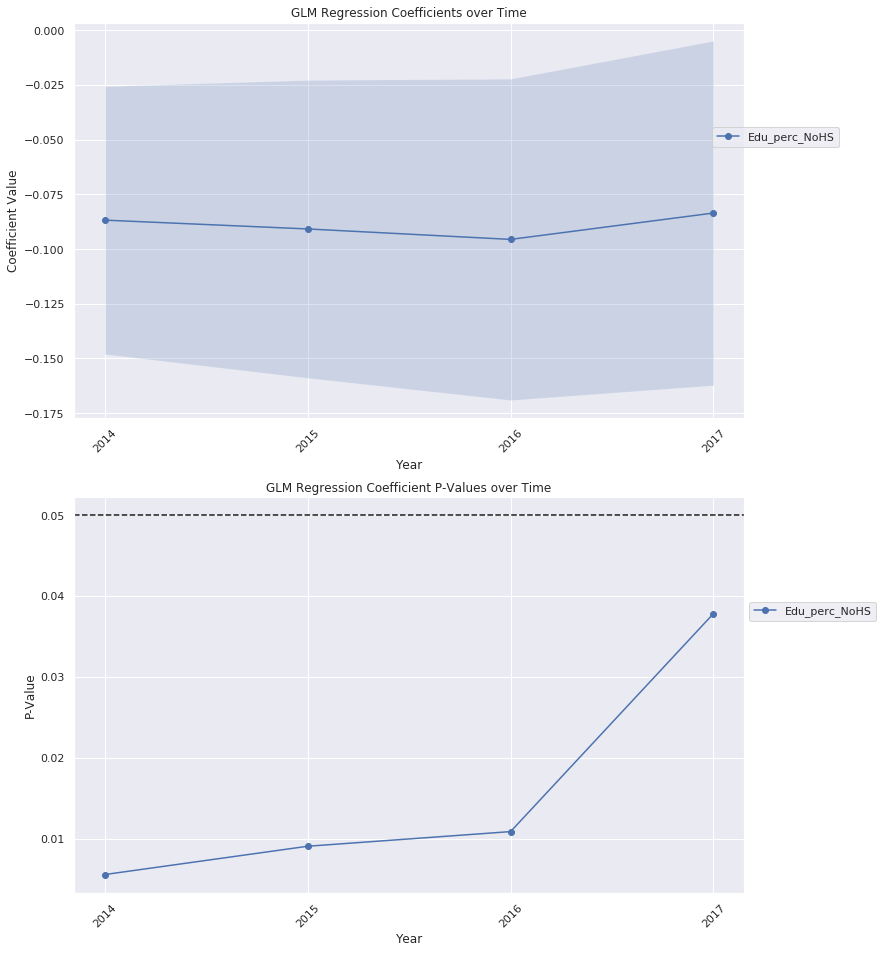 GLM Regression Coefficients over Time
0.000
−0.025
−0.050
−0.075
−0.100
−0.125
−0.150
−0.175
Coefficient Value
Edu_perc_NoHS
2014
2015
2016
2017
Year
GLM Regression Coefficient P-Values over Time
0.05
0.04
0.03
0.02
0.01
P-Value
Edu_perc_NoHS
2014
2015
2016
2017
Year